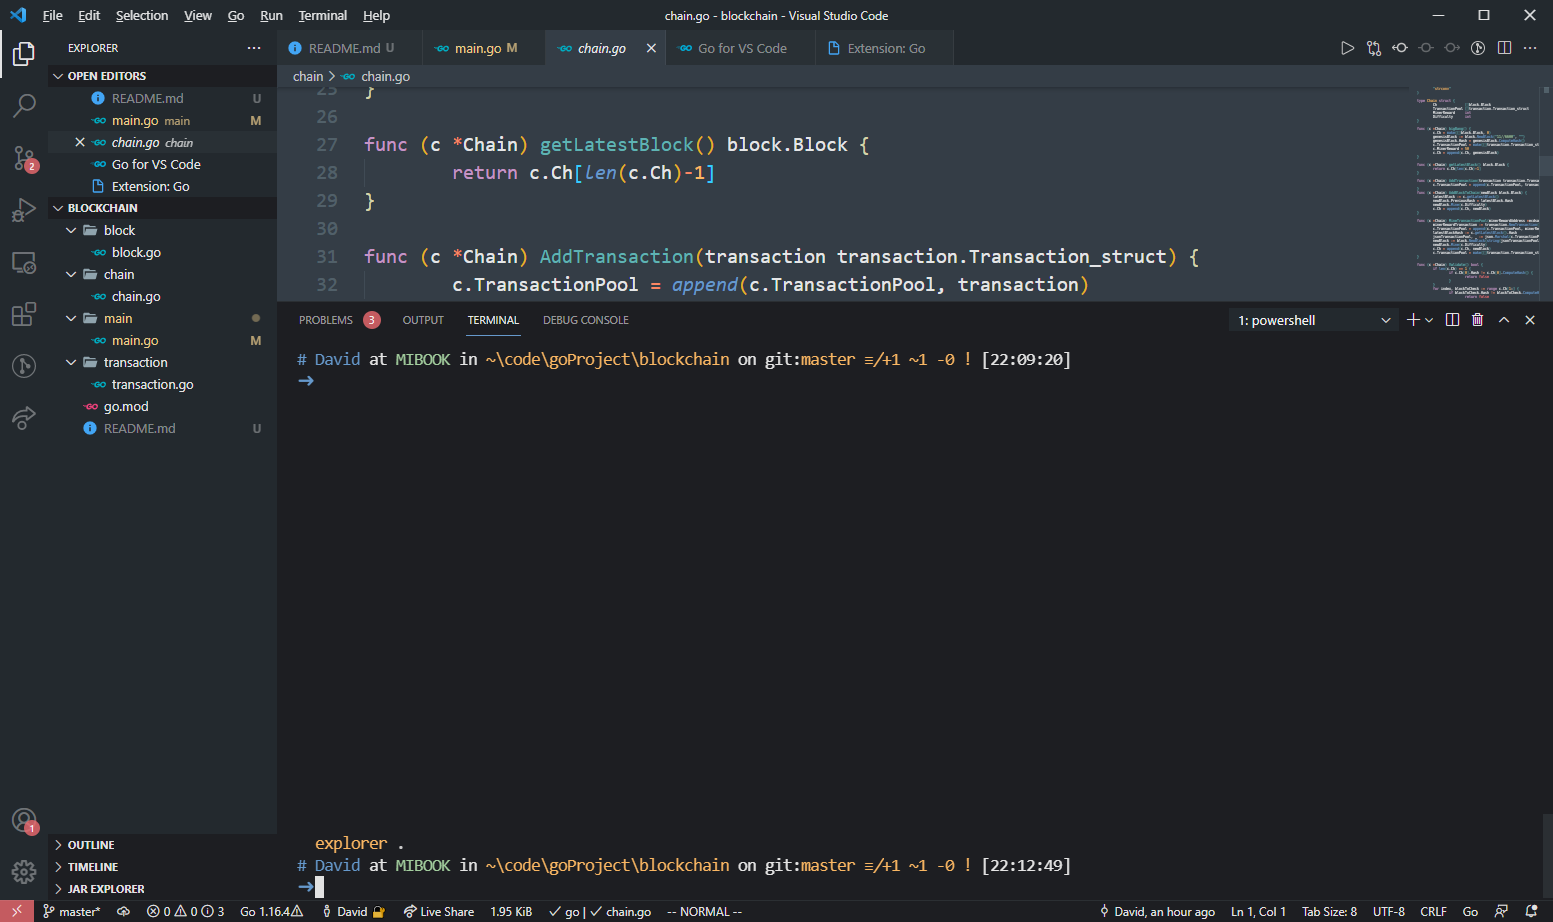 File Edit Selection View Go Run Terminal Help chain.go - blockchain - Visual Studio Code
EXPLORER
README.md U
main.go M
chain.go
Go for VS Code
Extension: Go
OPEN EDITORS
README.md U
main.go main M
chain.go chain
Go for VS Code
Extension: Go
BLOCKCHAIN
block
block.go
chain
chain.go
main
main.go M
transaction
transaction.go
go.mod
README.md U
OUTLINE
TIMELINE
JAR EXPLORER
2
1
chain > chain.go
25 }
26
27 func (c *Chain) getLatestBlock() block.Block {
28 return c.Ch[len(c.Ch)-1]
29 }
30
31 func (c *Chain) AddTransaction(transaction transaction.Transaction_struct) {
32 c.TransactionPool = append(c.TransactionPool, transaction)
PROBLEMS 3 OUTPUT TERMINAL DEBUG CONSOLE 1: powershell
# David at MIBOOK in ~\code\goProject\blockchain on git:master ≡/+1 ~1 -0 ! [22:09:20]
→
explorer .
# David at MIBOOK in ~\code\goProject\blockchain on git:master ≡/+1 ~1 -0 ! [22:12:49]
→
master* 0 0 3 Go 1.16.4 David Live Share 1.95 KiB ✓ go | ✓ chain.go -- NORMAL -- David, an hour ago Ln 1, Col 1 Tab Size: 8 UTF-8 CRLF Go